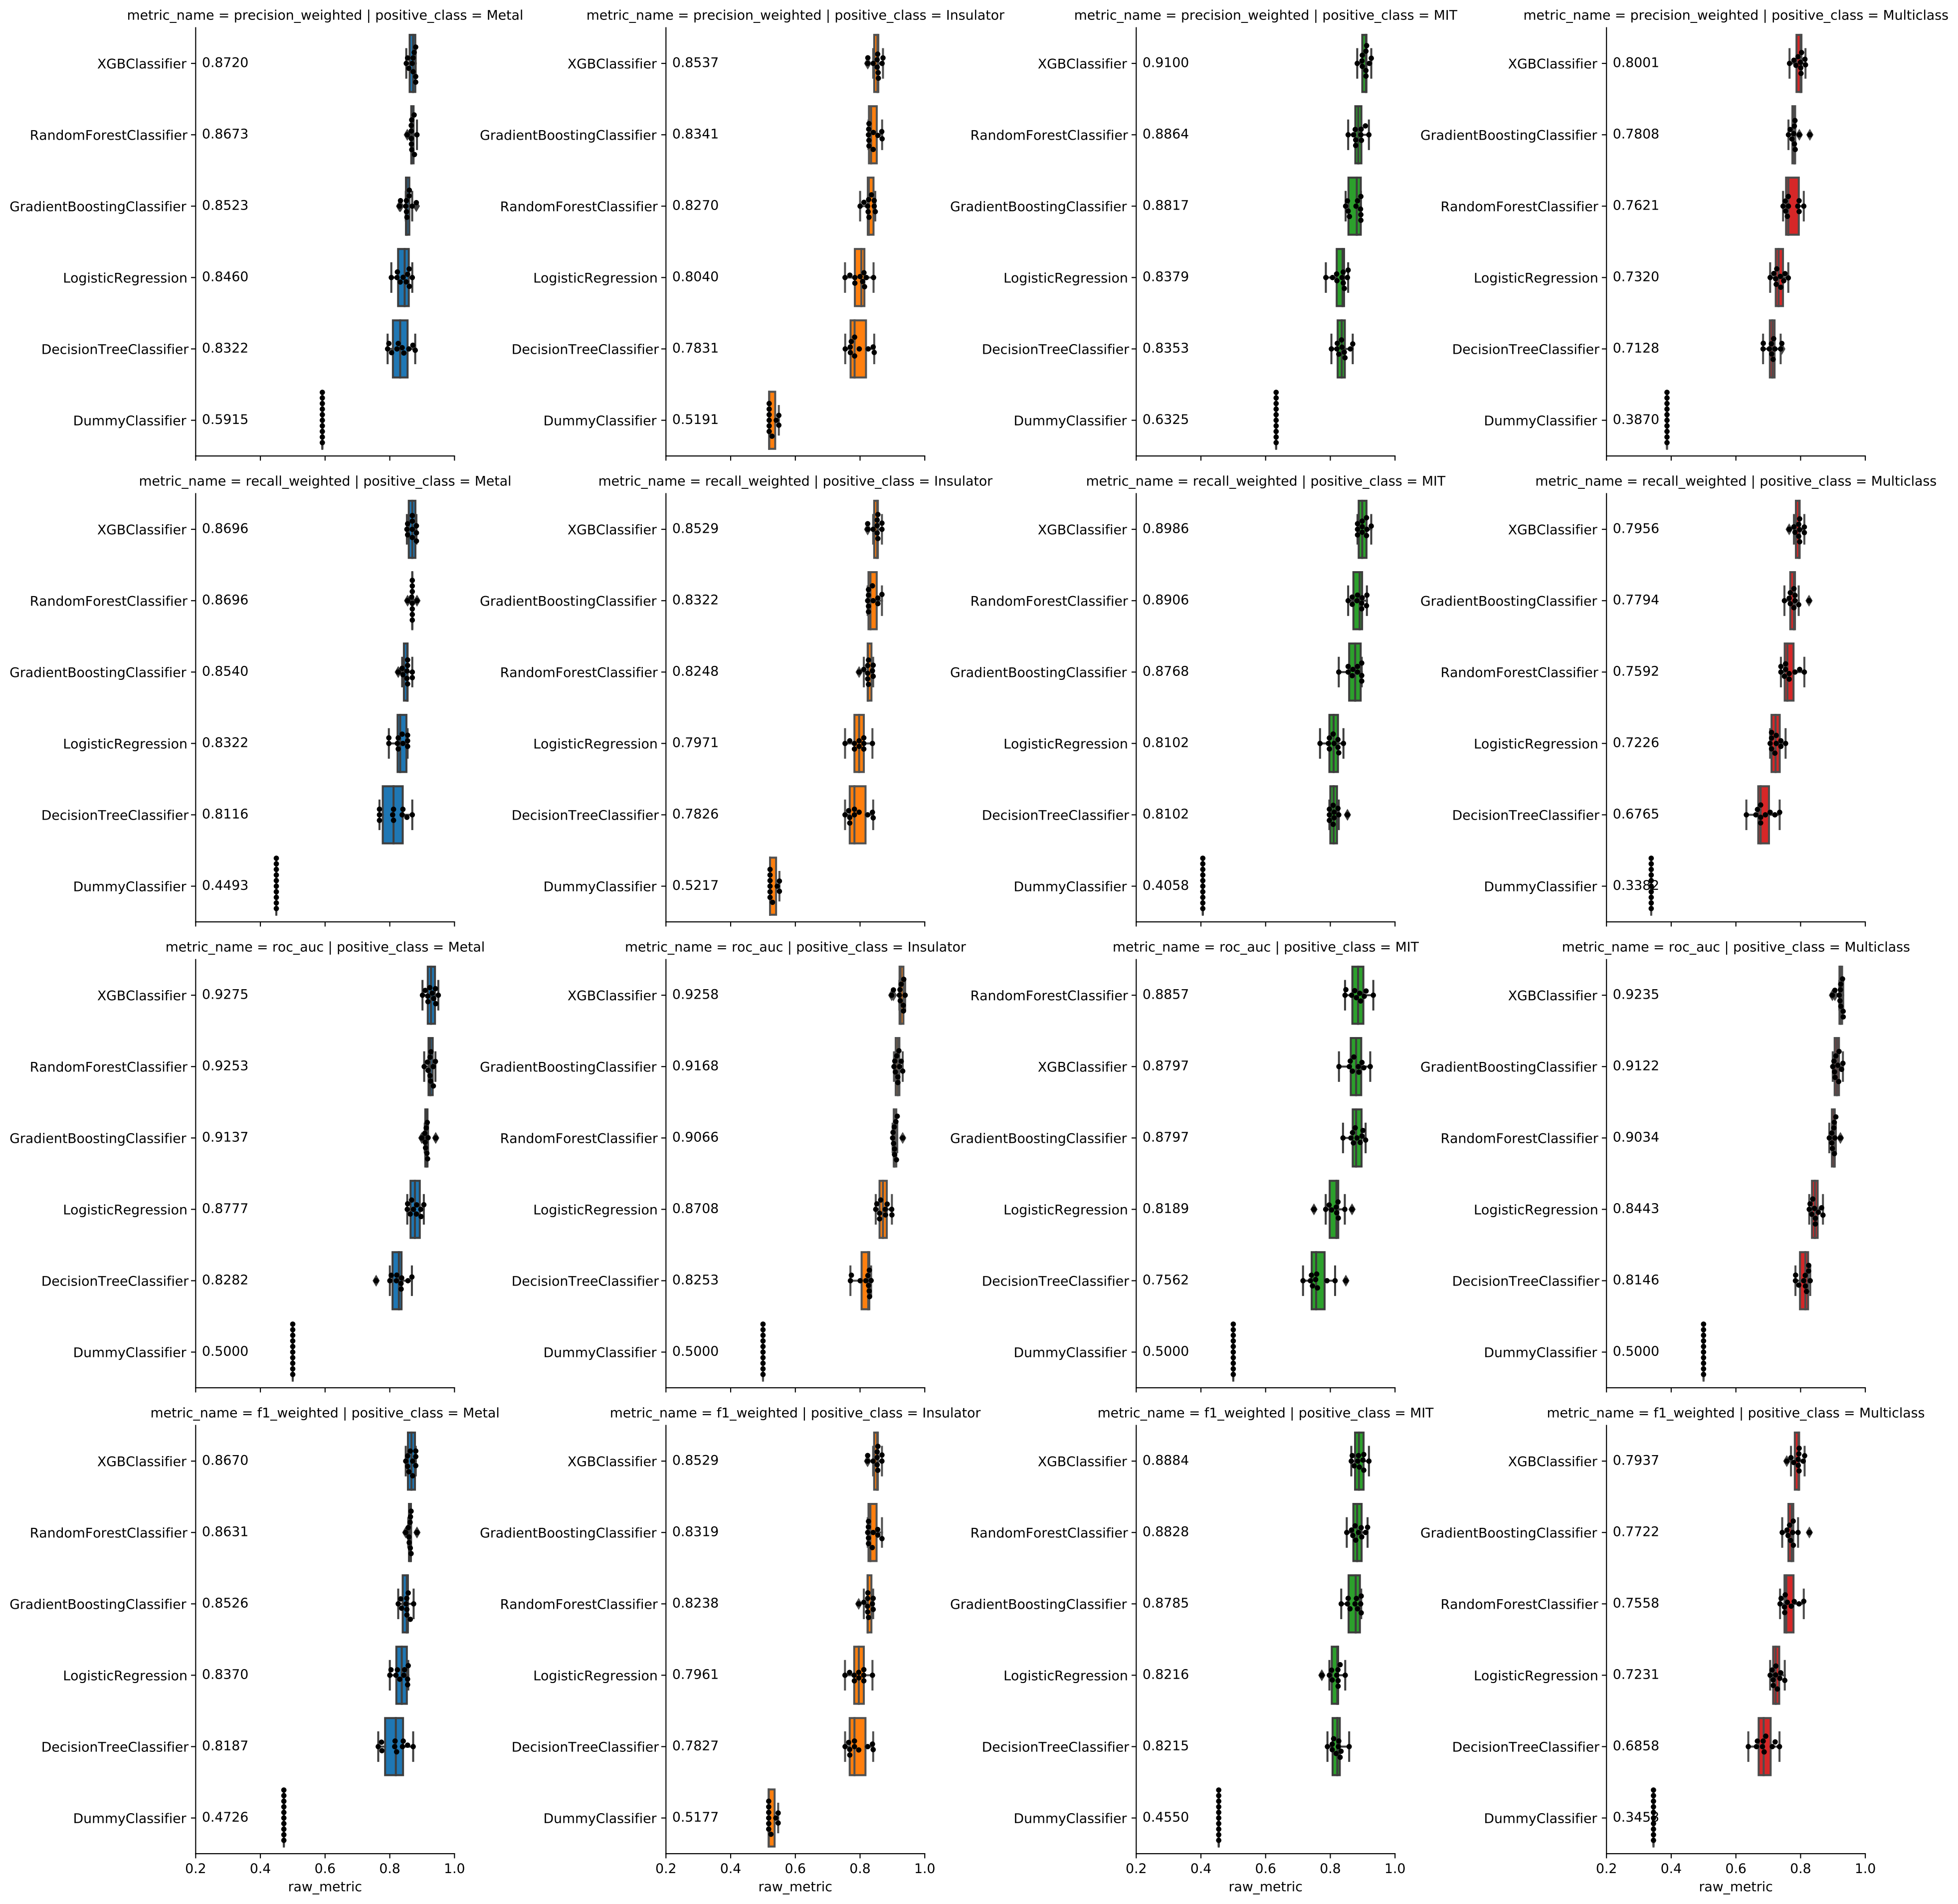 metric_name = precision_weighted | positive_class = Metal
XGBClassifier 0.8720
RandomForestClassifier 0.8673
GradientBoostingClassifier 0.8523
LogisticRegression 0.8460
DecisionTreeClassifier 0.8322
DummyClassifier 0.5915
metric_name = precision_weighted | positive_class = Insulator
XGBClassifier 0.8537
GradientBoostingClassifier 0.8341
RandomForestClassifier 0.8270
LogisticRegression 0.8040
DecisionTreeClassifier 0.7831
DummyClassifier 0.5191
metric_name = precision_weighted | positive_class = MIT
XGBClassifier 0.9100
RandomForestClassifier 0.8864
GradientBoostingClassifier 0.8817
LogisticRegression 0.8379
DecisionTreeClassifier 0.8353
DummyClassifier 0.6325
metric_name = precision_weighted | positive_class = Multiclass
XGBClassifier 0.8001
GradientBoostingClassifier 0.7808
RandomForestClassifier 0.7621
LogisticRegression 0.7320
DecisionTreeClassifier 0.7128
DummyClassifier 0.3870
metric_name = recall_weighted | positive_class = Metal
XGBClassifier 0.8696
RandomForestClassifier 0.8696
GradientBoostingClassifier 0.8540
LogisticRegression 0.8322
DecisionTreeClassifier 0.8116
DummyClassifier 0.4493
metric_name = recall_weighted | positive_class = Insulator
XGBClassifier 0.8529
GradientBoostingClassifier 0.8322
RandomForestClassifier 0.8248
LogisticRegression 0.7971
DecisionTreeClassifier 0.7826
DummyClassifier 0.5217
metric_name = recall_weighted | positive_class = MIT
XGBClassifier 0.8986
RandomForestClassifier 0.8906
GradientBoostingClassifier 0.8768
LogisticRegression 0.8102
DecisionTreeClassifier 0.8102
DummyClassifier 0.4058
metric_name = recall_weighted | positive_class = Multiclass
XGBClassifier 0.7956
GradientBoostingClassifier 0.7794
RandomForestClassifier 0.7592
LogisticRegression 0.7226
DecisionTreeClassifier 0.6765
DummyClassifier 0.3382
metric_name = roc_auc | positive_class = Metal
XGBClassifier 0.9275
RandomForestClassifier 0.9253
GradientBoostingClassifier 0.9137
LogisticRegression 0.8777
DecisionTreeClassifier 0.8282
DummyClassifier 0.5000
metric_name = roc_auc | positive_class = Insulator
XGBClassifier 0.9258
GradientBoostingClassifier 0.9168
RandomForestClassifier 0.9066
LogisticRegression 0.8708
DecisionTreeClassifier 0.8253
DummyClassifier 0.5000
metric_name = roc_auc | positive_class = MIT
RandomForestClassifier 0.8857
XGBClassifier 0.8797
GradientBoostingClassifier 0.8797
LogisticRegression 0.8189
DecisionTreeClassifier 0.7562
DummyClassifier 0.5000
metric_name = roc_auc | positive_class = Multiclass
XGBClassifier 0.9235
GradientBoostingClassifier 0.9122
RandomForestClassifier 0.9034
LogisticRegression 0.8443
DecisionTreeClassifier 0.8146
DummyClassifier 0.5000
metric_name = f1_weighted | positive_class = Metal
XGBClassifier 0.8670
RandomForestClassifier 0.8631
GradientBoostingClassifier 0.8526
LogisticRegression 0.8370
DecisionTreeClassifier 0.8187
DummyClassifier 0.4726
0.2 0.4 0.6 0.8 1.0
raw_metric
metric_name = f1_weighted | positive_class = Insulator
XGBClassifier 0.8529
GradientBoostingClassifier 0.8319
RandomForestClassifier 0.8238
LogisticRegression 0.7961
DecisionTreeClassifier 0.7827
DummyClassifier 0.5177
0.2 0.4 0.6 0.8 1.0
raw_metric
metric_name = f1_weighted | positive_class = MIT
XGBClassifier 0.8884
RandomForestClassifier 0.8828
GradientBoostingClassifier 0.8785
LogisticRegression 0.8216
DecisionTreeClassifier 0.8215
DummyClassifier 0.4550
0.2 0.4 0.6 0.8 1.0
raw_metric
metric_name = f1_weighted | positive_class = Multiclass
XGBClassifier 0.7937
GradientBoostingClassifier 0.7722
RandomForestClassifier 0.7558
LogisticRegression 0.7231
DecisionTreeClassifier 0.6858
DummyClassifier
0.2 0.4 0.6 0.8 1.0
raw_metric